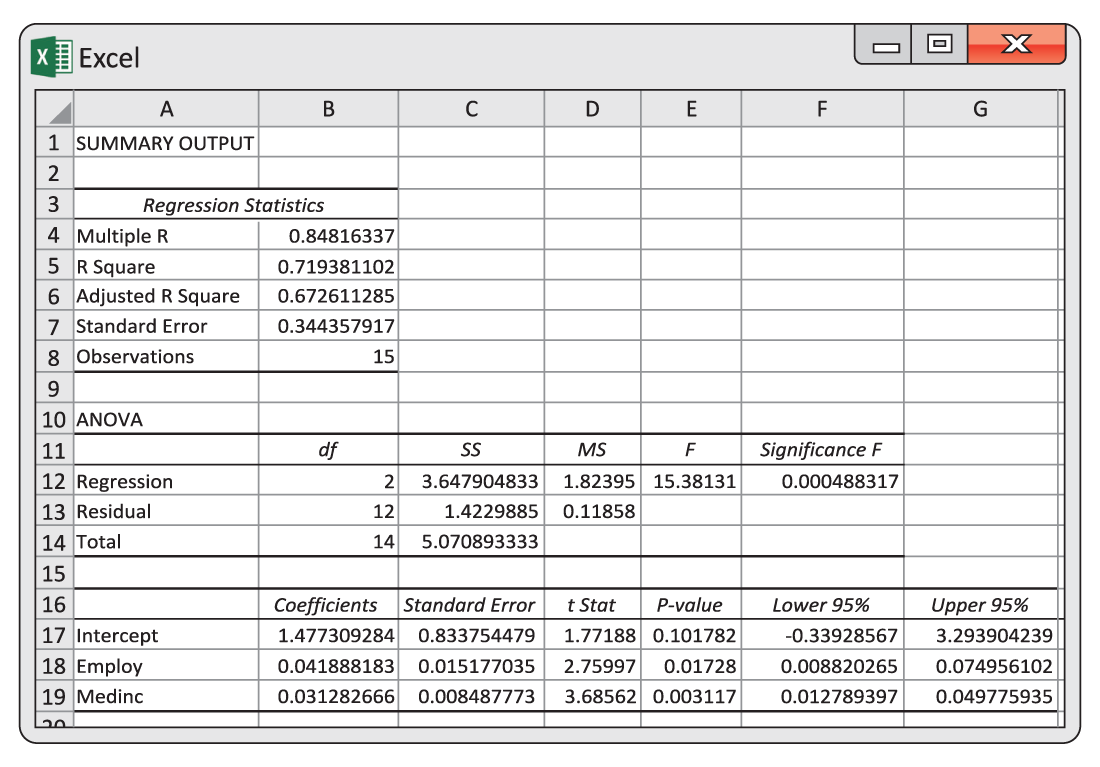 Excel
A B C D E F G
1 SUMMARY OUTPUT
2
3 Regression Statistics
4 Multiple R 0.84816337
5 R Square 0.719381102
6 Adjusted R Square 0.672611285
7 Standard Error 0.344357917
8 Observations 15
9
10 ANOVA
11 df SS MS F Significance F
12 Regression 2 3.647904833 1.82395 15.38131 0.000488317
13 Residual 12 1.4229885 0.11858
14 Total 14 5.070893333
15
16 Coefficients Standard Error t Stat P-value Lower 95% Upper 95%
17 Intercept 1.477309284 0.833754479 1.77188 0.101782 -0.33928567 3.293904239
18 Employ 0.041888183 0.015177035 2.75997 0.01728 0.008820265 0.074956102
19 Medinc 0.031282666 0.008487773 3.68562 0.003117 0.012789397 0.049775935
20